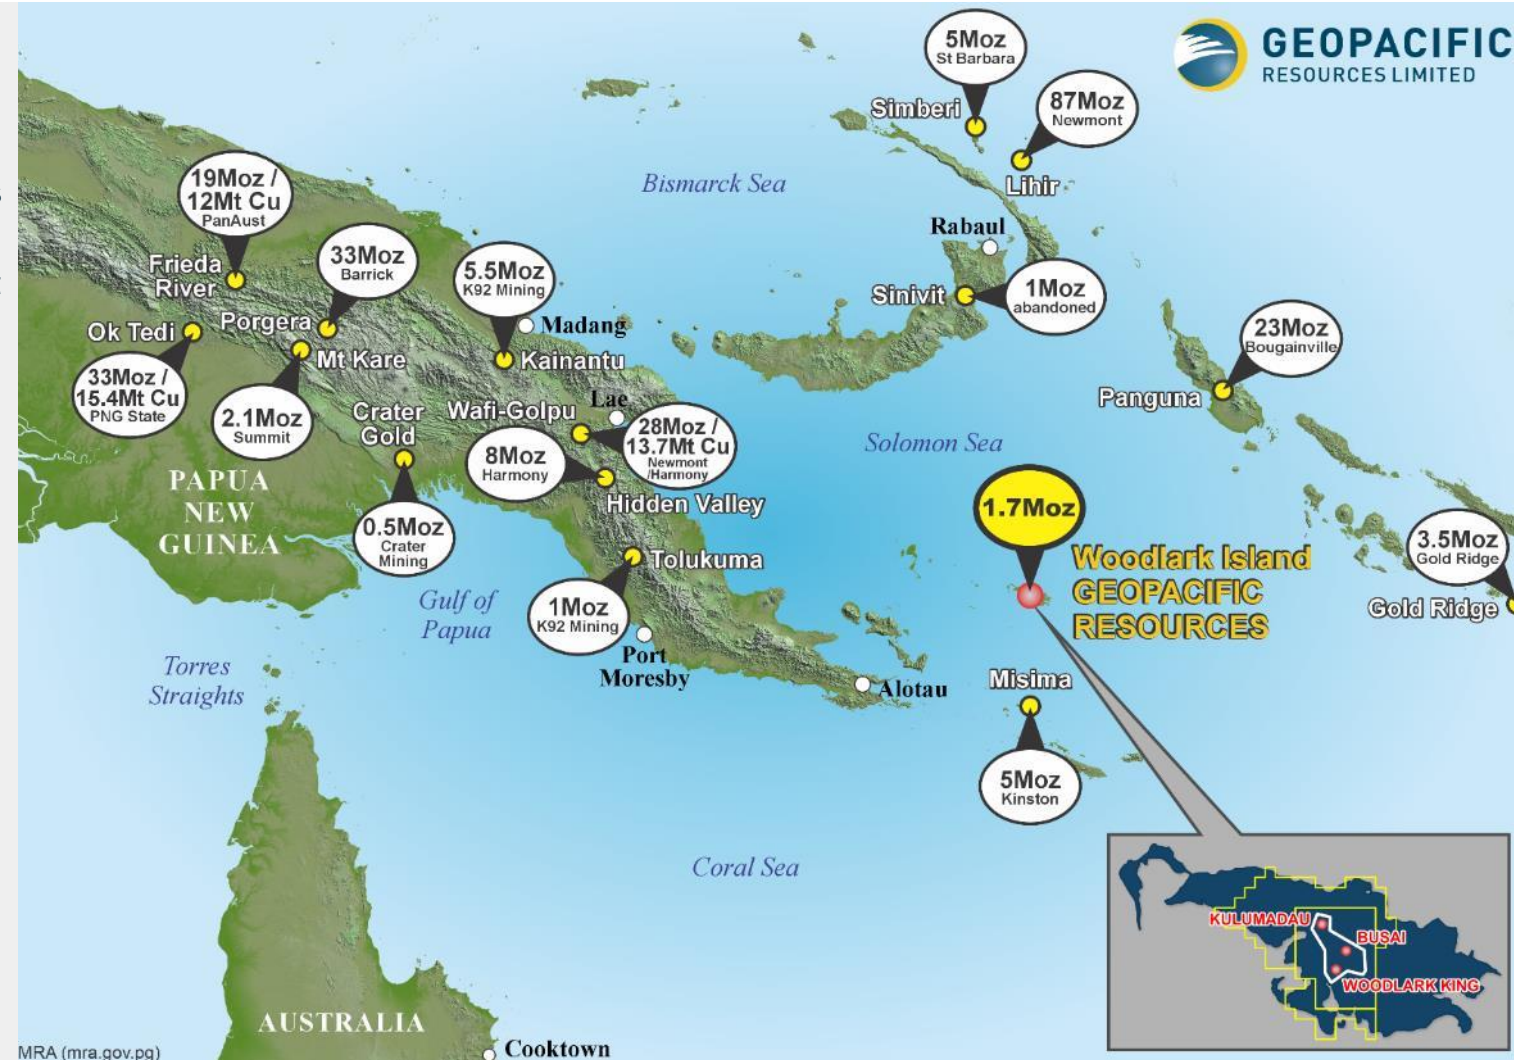 GEOPACIFIC
RESOURCES LIMITED
5Moz
St Barbara
Simberi
87Moz
Newmont
Lihir
Bismarck Sea
19Moz /
12Mt Cu
PanAust
Frieda
River
33Moz
Barrick
Porgera
5.5Moz
K92 Mining
Madang
Kainantu
Rabaul
Sinivit
1Moz
abandoned
Ok Tedi
33Moz /
15.4Mt Cu
PNG State
Mt Kare
2.1Moz
Summit
Crater
Gold
0.5Moz
Crater
Mining
Wafi-Golpu
Lae
28Moz /
13.7Mt Cu
Newmont
/Harmony
8Moz
Harmony
Hidden Valley
23Moz
Bougainville
Panguna
Solomon Sea
PAPUA
NEW
GUINEA
1.7Moz
Woodlark Island
GEOPACIFIC
RESOURCES
3.5Moz
Gold Ridge
Gold Ridge
Tolukuma
1Moz
K92 Mining
Gulf of
Papua
Port
Moresby
Torres
Straights
Alotau
Misima
5Moz
Kinston
Coral Sea
KULUMADAU
BUSAI
WOODLARK KING
AUSTRALIA
Cooktown
MRA (mra.gov.pg)